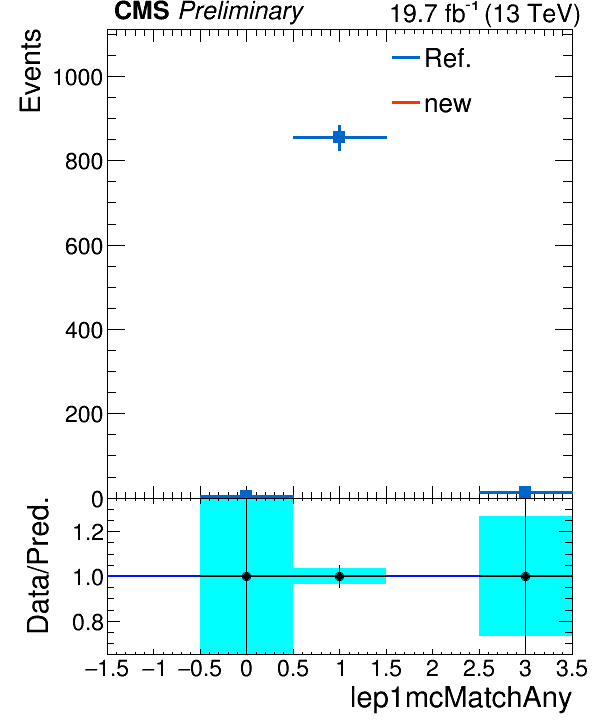 CMS Preliminary 19.7 fb⁻¹ (13 TeV)
Events
Ref.
new
1000
800
600
400
200
0
Data/Pred.
1.2
1.0
0.8
−1.5 −1 −0.5 0 0.5 1 1.5 2 2.5 3 3.5
lep1mcMatchAny